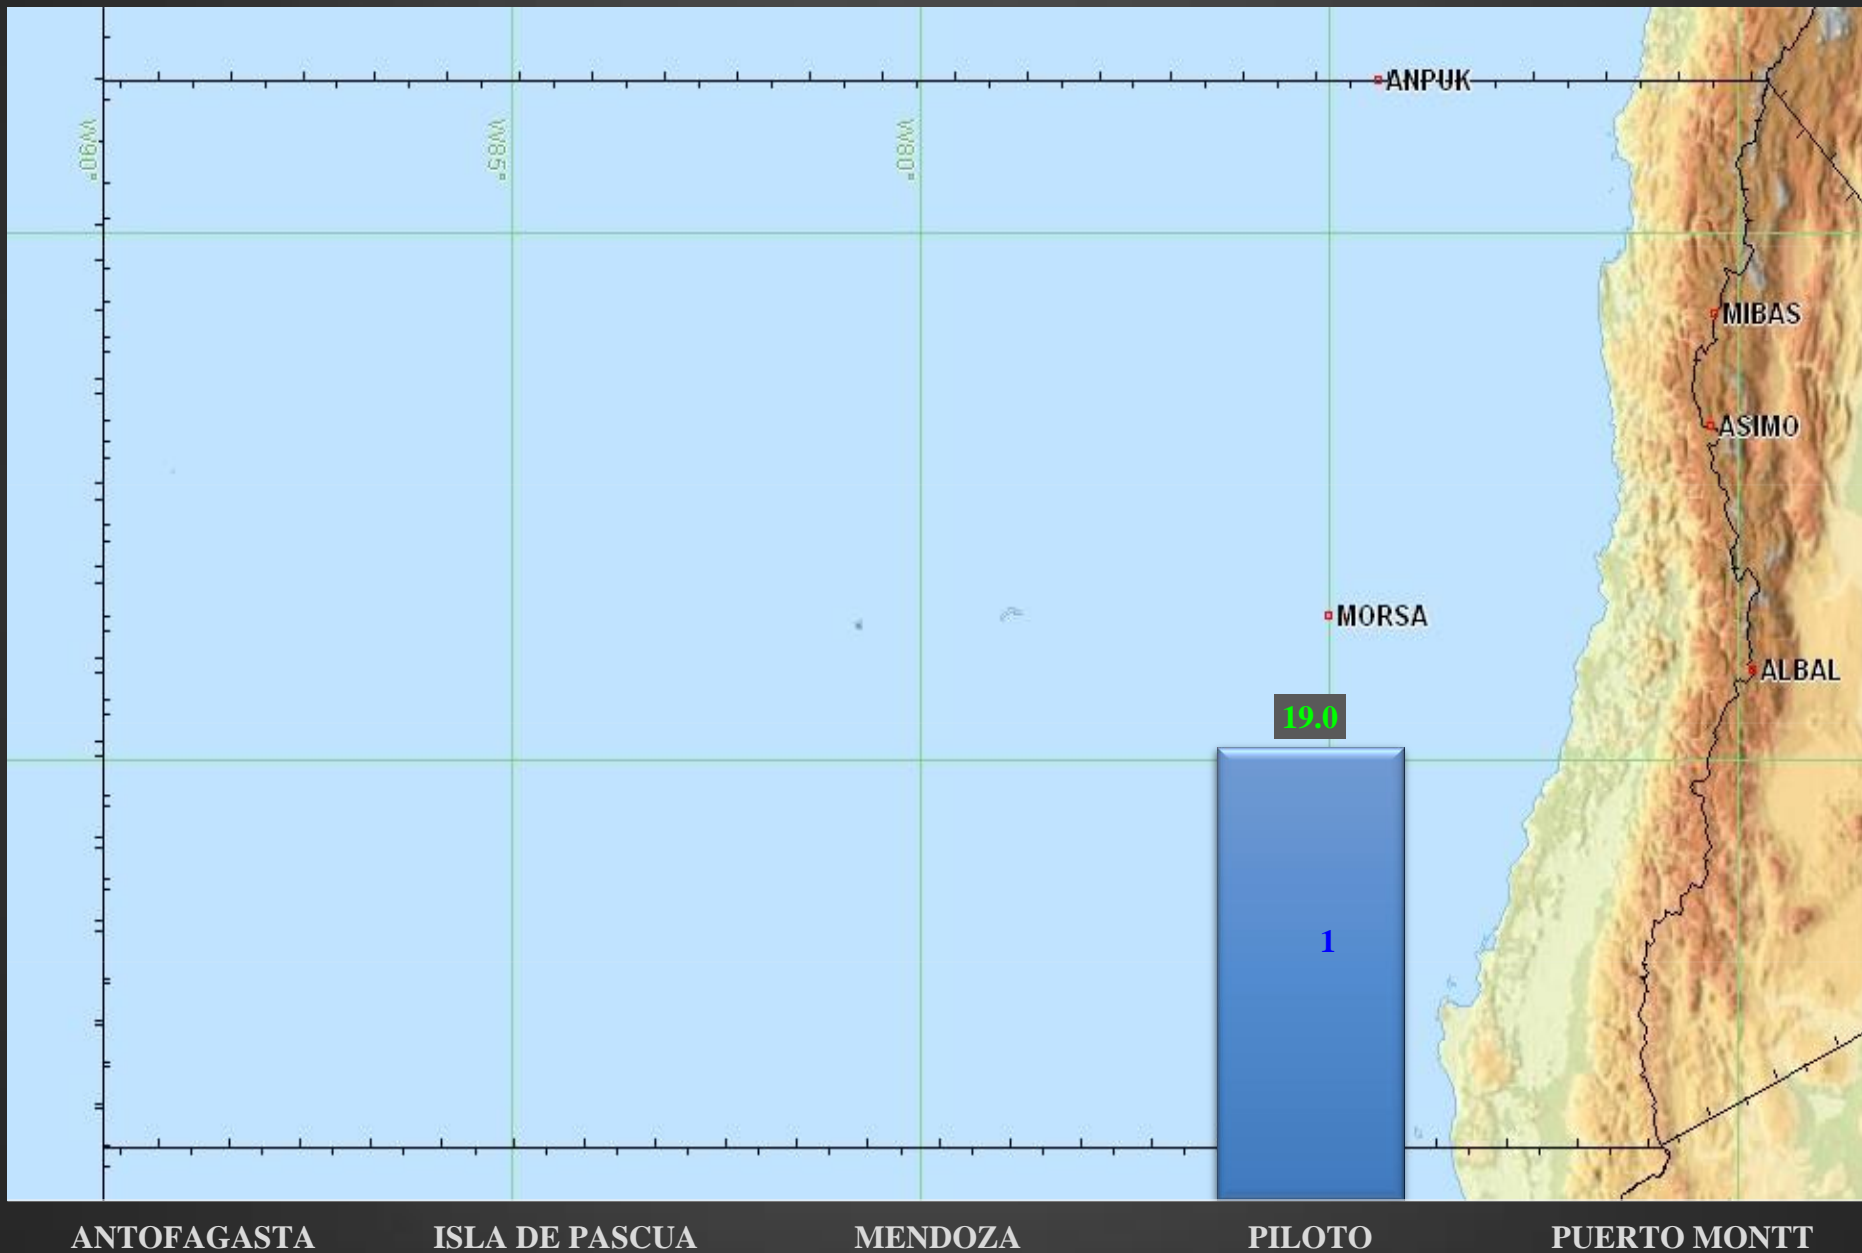 ANPUK
W90°
W85°
W80°
MIBAS
ASIMO
MORSA
ALBAL
19.0
1
ANTOFAGASTA ISLA DE PASCUA MENDOZA PILOTO PUERTO MONTT